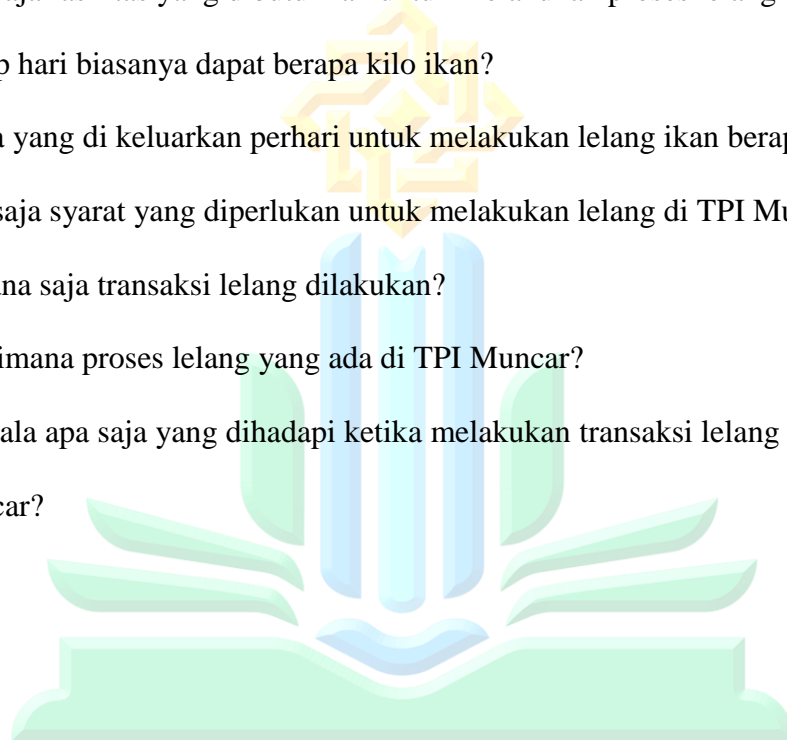 yang
p hari biasanya dapat berapa kilo ikan?
a yang di keluarkan perhari untuk melakukan lelang ikan berap
saja syarat yang diperlukan untuk melakukan lelang di TPI Mu
ana saja transaksi lelang dilakukan?
imana proses lelang yang ada di TPI Muncar?
ala apa saja yang dihadapi ketika melakukan transaksi lelang
car?